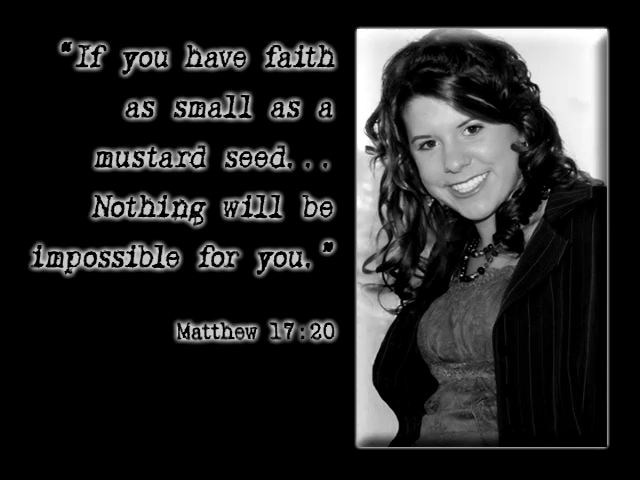 "If you have faith
as small as a
mustard seed...
Nothing will be
impossible for you."
Matthew 17:20